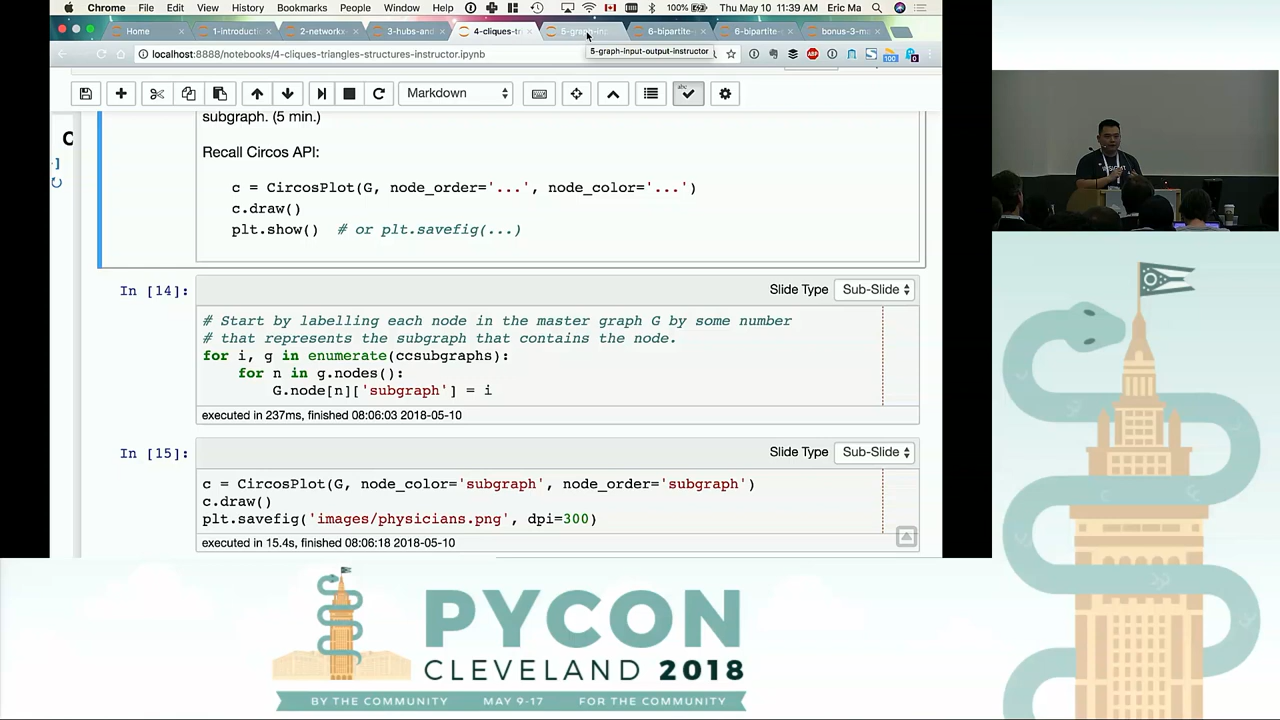 Chrome File Edit View History Bookmarks People Window Help 100% Thu May 10 11:39 AM Eric Ma
Home 1-introducti 2-networkx- 3-hubs-and 4-cliques-tr 5-graph-inp 6-bipartite- 6-bipartite- bonus-3-m
localhost:8888/notebooks/4-cliques-triangles-structures-instructor.ipynb
5-graph-input-output-instructor
Markdown
subgraph. (5 min.)
Recall Circos API:
c = CircosPlot(G, node_order='...', node_color='...')
c.draw()
plt.show() # or plt.savefig(...)
In [14]:
Slide Type Sub-Slide
# Start by labelling each node in the master graph G by some number
# that represents the subgraph that contains the node.
for i, g in enumerate(ccsubgraphs):
for n in g.nodes():
G.node[n]['subgraph'] = i
executed in 237ms, finished 08:06:03 2018-05-10
In [15]:
Slide Type Sub-Slide
c = CircosPlot(G, node_color='subgraph', node_order='subgraph')
c.draw()
plt.savefig('images/physicians.png', dpi=300)
executed in 15.4s, finished 08:06:18 2018-05-10
PYCON
CLEVELAND 2018
BY THE COMMUNITY MAY 9-17 FOR THE COMMUNITY